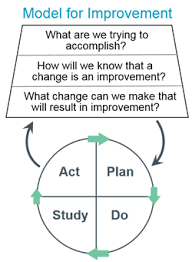 Model for Improvement
What are we trying to
accomplish?
How will we know that a
change is an improvement?
What change can we make that
will result in improvement?
Act
Plan
Study
Do